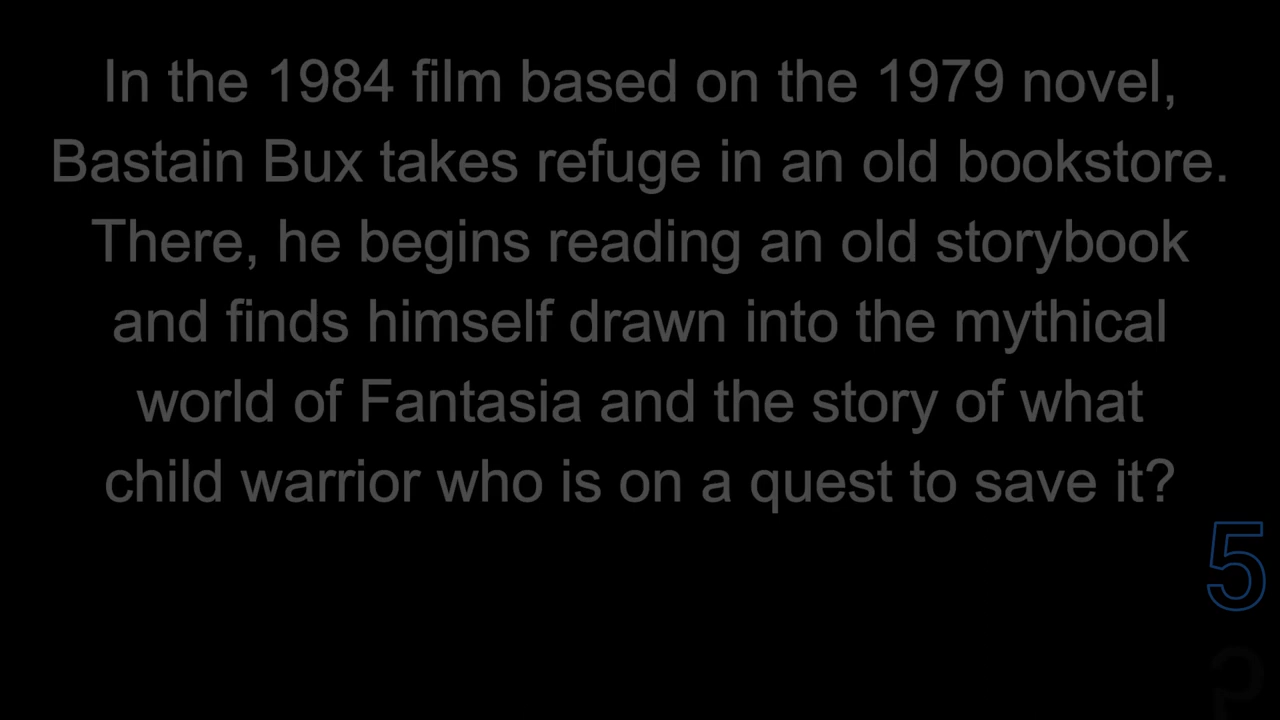 In the 1984 film based on the 1979 novel,
Bastain Bux takes refuge in an old bookstore.
There, he begins reading an old storybook
and finds himself drawn into the mythical
world of Fantasia and the story of what
child warrior who is on a quest to save it?
5